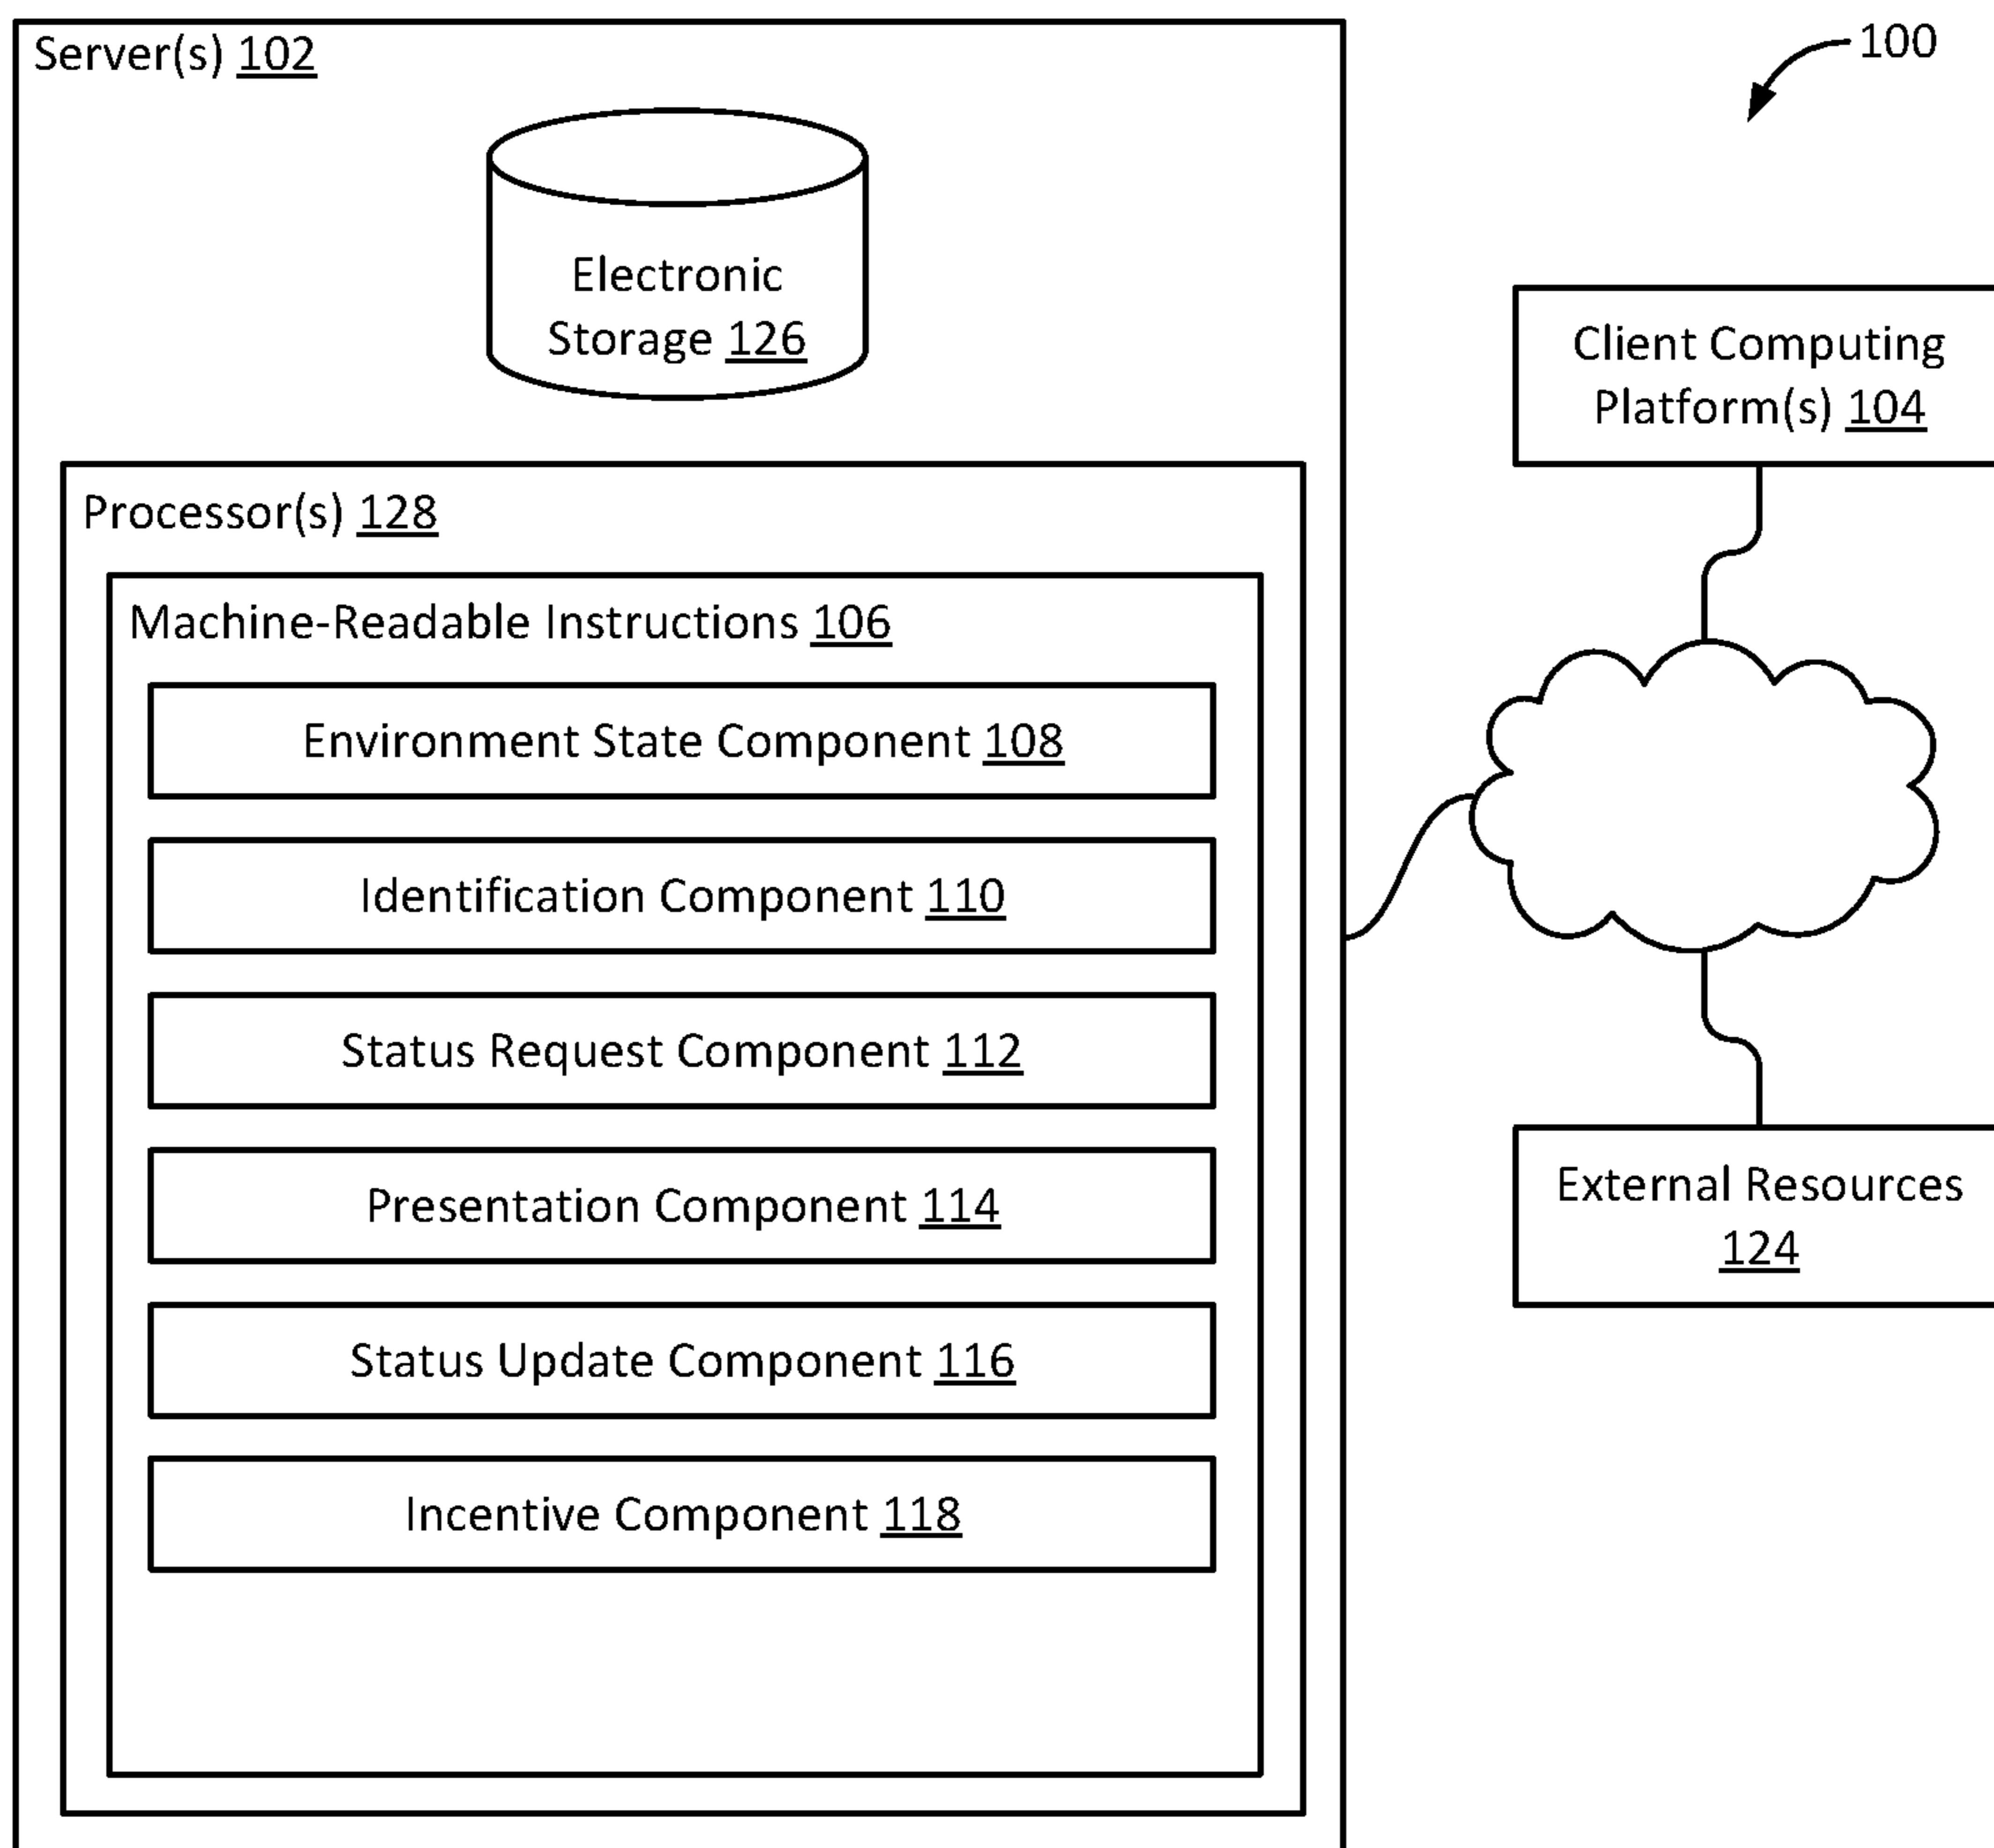 Server(s) 102
100
Electronic
Storage 126
Client Computing
Platform(s) 104
Processor(s) 128
Machine-Readable Instructions 106
Environment State Component 108
Identification Component 110
Status Request Component 112
Presentation Component 114
External Resources
124
Status Update Component 116
Incentive Component 118